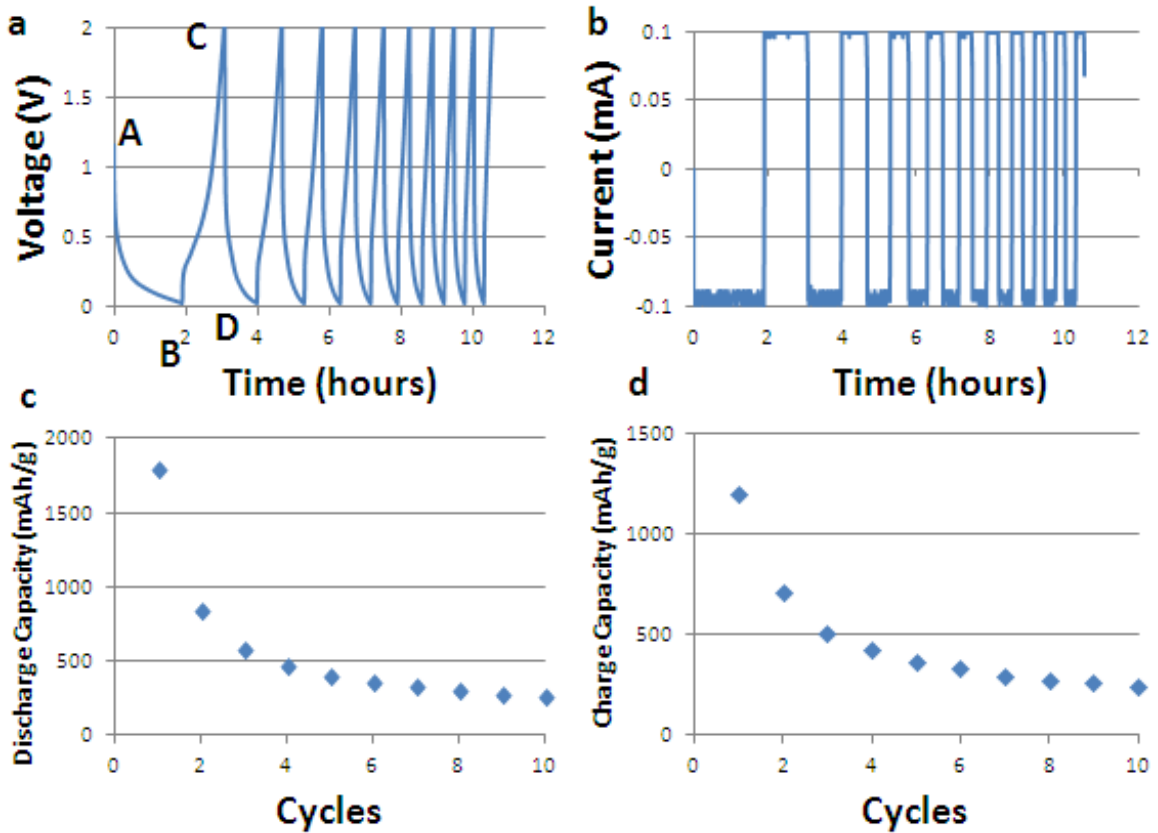 a
Voltage (V)
2
1.5
1
0.5
0
A
B
C
D
0 2 4 6 8 10 12
Time (hours)
b
Current (mA)
0.1
0.05
0
-0.05
-0.1
0 2 4 6 8 10 12
Time (hours)
c
Discharge Capacity (mAh/g)
2000
1500
1000
500
0
0 2 4 6 8 10
Cycles
d
Charge Capacity (mAh/g)
1500
1000
500
0
0 2 4 6 8 10
Cycles